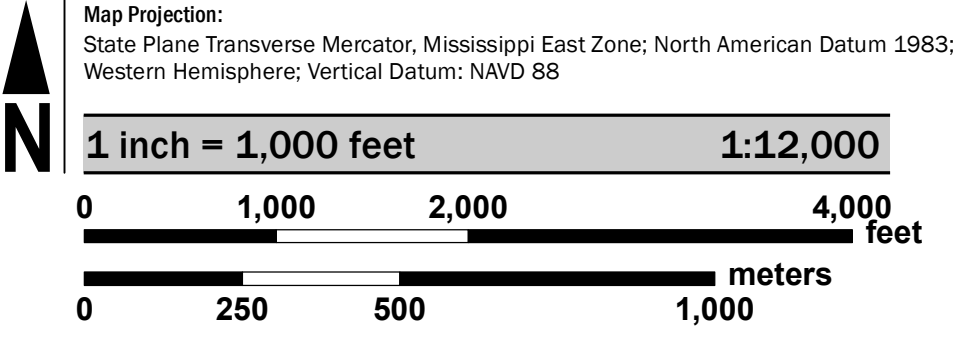 Map Projection:
State Plane Transverse Mercator, Mississippi East Zone; North American Datum 1983;
Western Hemisphere; Vertical Datum: NAVD 88
N
1 inch = 1,000 feet 1:12,000
0 1,000 2,000 4,000
feet
meters
0 250 500 1,000